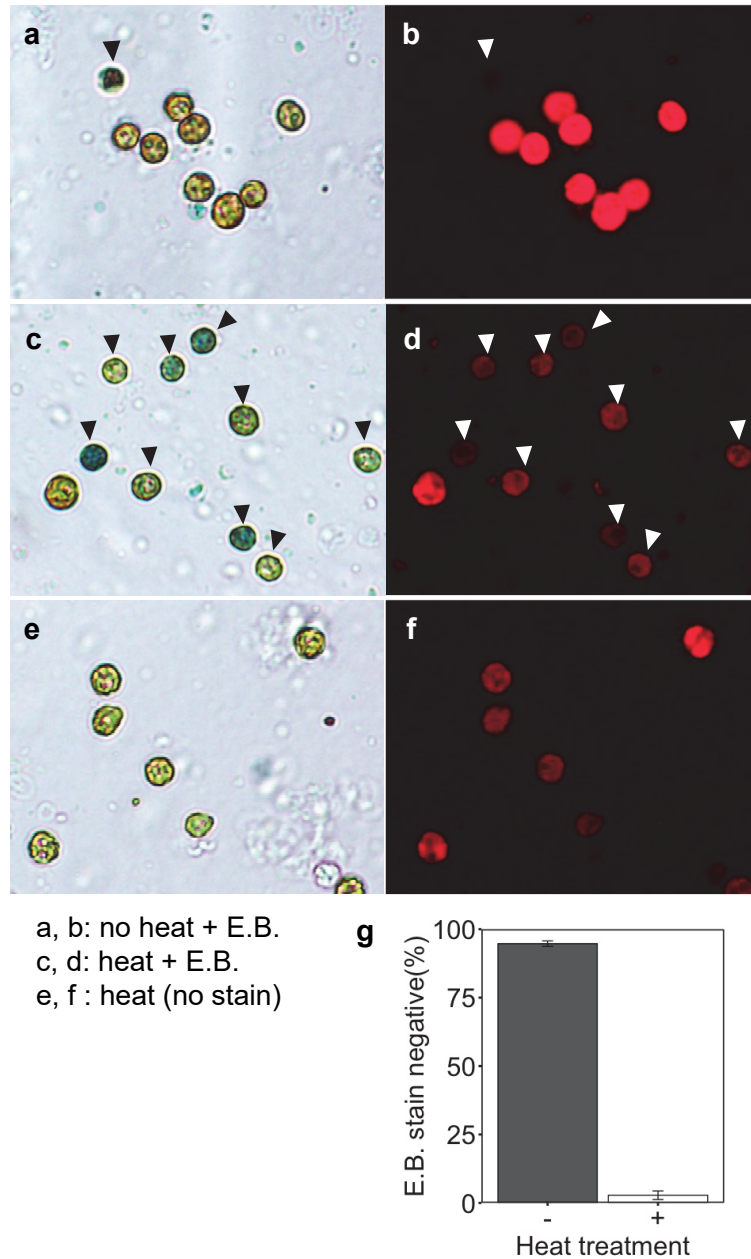 a
b
c
d
e
f
a, b: no heat + E.B.
c, d: heat + E.B.
e, f : heat (no stain)
g
E.B. stain negative(%)
100
75
50
25
0
- +
Heat treatment